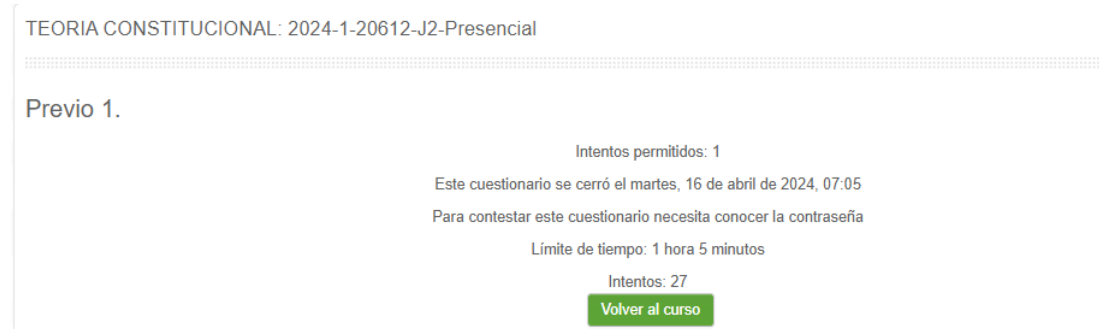 TEORIA CONSTITUCIONAL: 2024-1-20612-J2-Presencial
Previo 1.
Intentos permitidos: 1
Este cuestionario se cerró el martes, 16 de abril de 2024, 07:05
Para contestar este cuestionario necesita conocer la contraseña
Límite de tiempo: 1 hora 5 minutos
Intentos: 27
Volver al curso